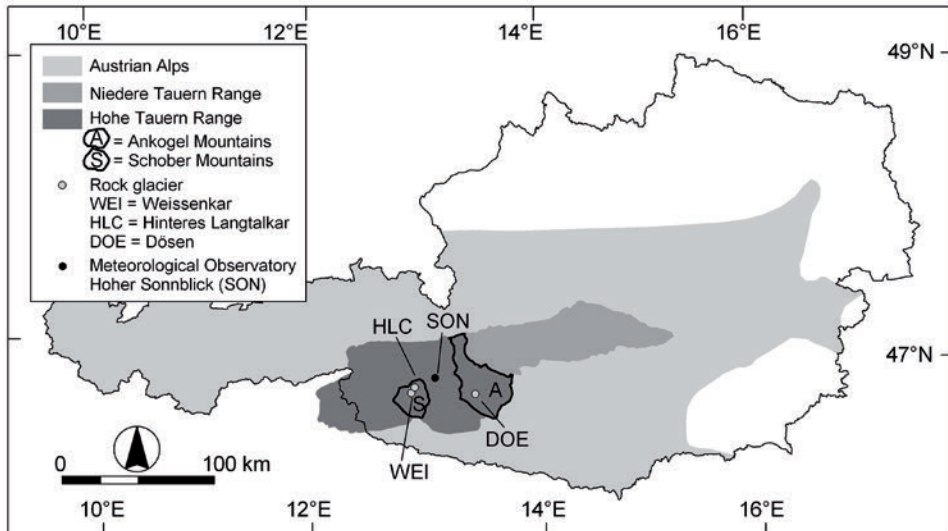 10°E 12°E 14°E 16°E
49°N
Austrian Alps
Niedere Tauern Range
Hohe Tauern Range
A = Ankogel Mountains
S = Schober Mountains
Rock glacier
WEI = Weissenkar
HLC = Hinteres Langtalkar
DOE = Dösen
Meteorological Observatory
Hoher Sonnblick (SON)
HLC SON
47°N
A
S
DOE
WEI
0 100 km
10°E 12°E 14°E 16°E